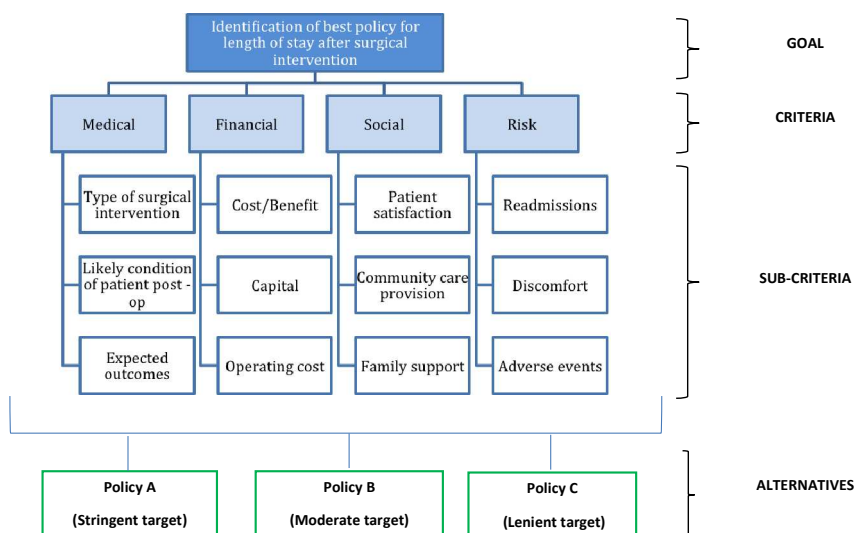 Identification of best policy for
length of stay after surgical
intervention
GOAL
Medical
Financial
Social
Risk
CRITERIA
Type of surgical
intervention
Cost/Benefit
Patient
satisfaction
Readmissions
Likely condition
of patient post -
op
Capital
Community care
provision
Discomfort
SUB-CRITERIA
Expected
outcomes
Operating cost
Family support
Adverse events
Policy A
(Stringent target)
Policy B
(Moderate target)
Policy C
(Lenient target)
ALTERNATIVES